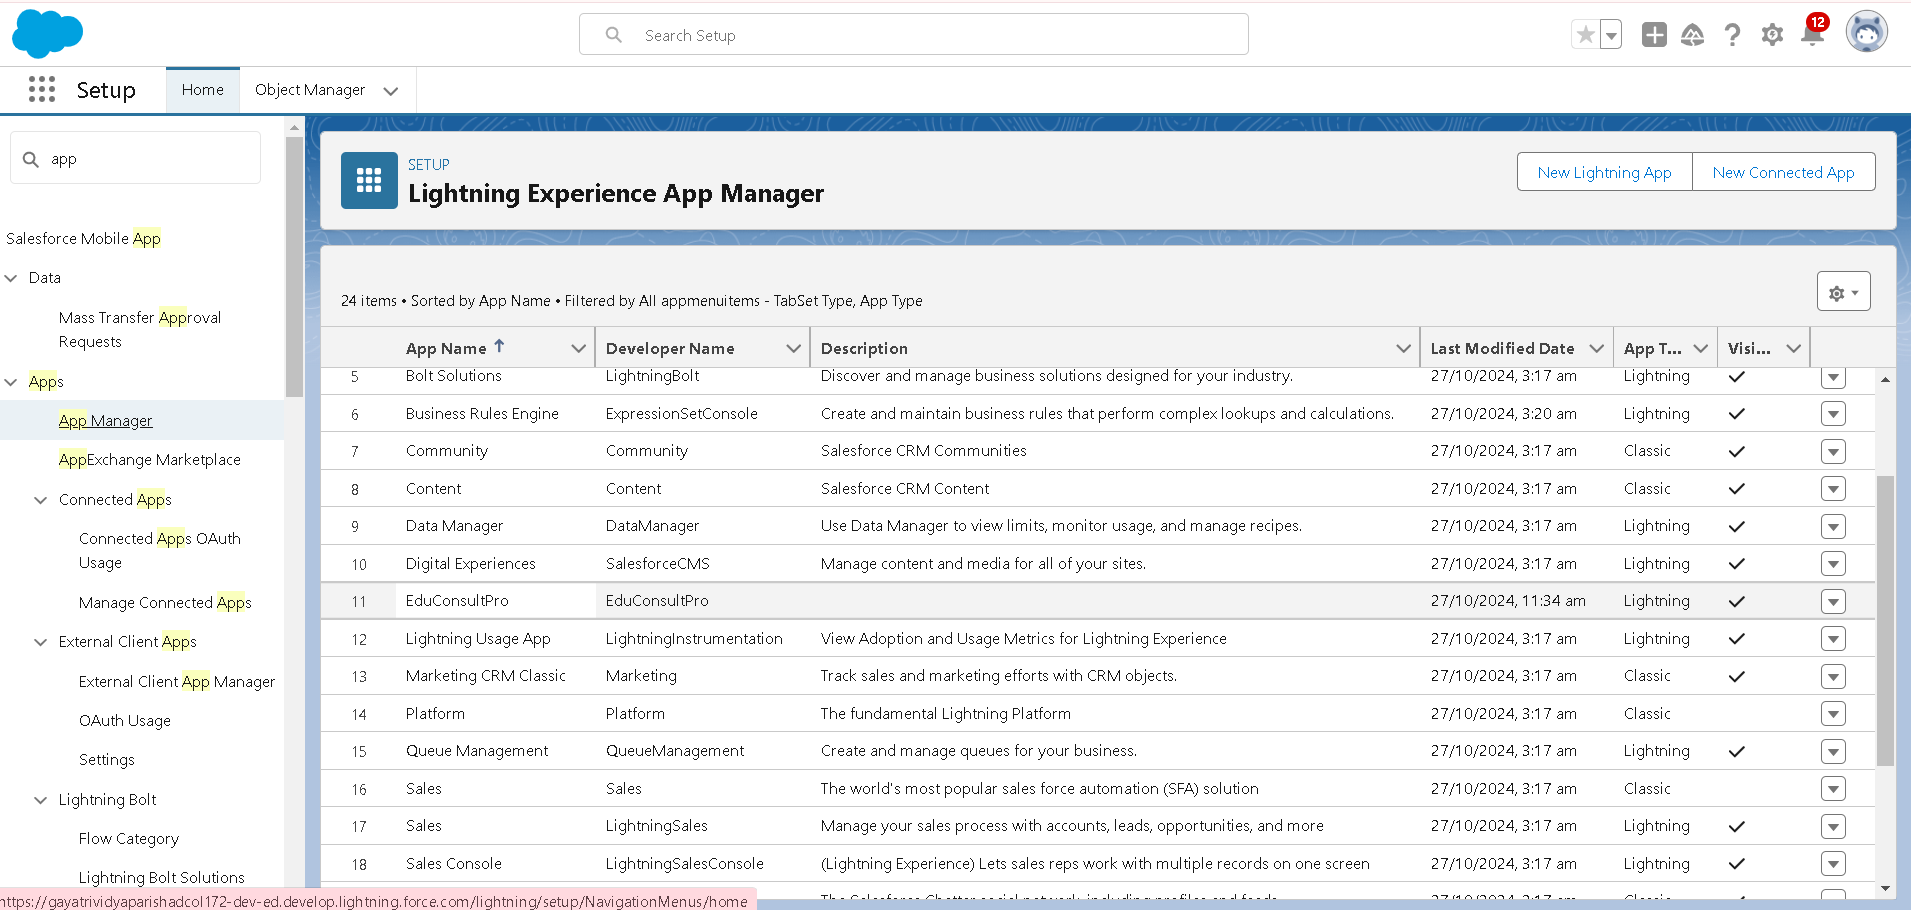 Search Setup
12
Setup
Home
Object Manager
app
Salesforce Mobile App
Data
Mass Transfer Approval
Requests
Apps
App Manager
AppExchange Marketplace
Connected Apps
Connected Apps OAuth
Usage
Manage Connected Apps
External Client Apps
External Client App Manager
OAuth Usage
Settings
Lightning Bolt
Flow Category
Lightning Bolt Solutions
SETUP
Lightning Experience App Manager
New Lightning App
New Connected App
24 items • Sorted by App Name • Filtered by All appmenuitems - TabSet Type, App Type
App Name Developer Name Description Last Modified Date App T... Visi...
5 Bolt Solutions LightningBolt Discover and manage business solutions designed for your industry. 27/10/2024, 3:17 am Lightning
6 Business Rules Engine ExpressionSetConsole Create and maintain business rules that perform complex lookups and calculations. 27/10/2024, 3:20 am Lightning
7 Community Community Salesforce CRM Communities 27/10/2024, 3:17 am Classic
8 Content Content Salesforce CRM Content 27/10/2024, 3:17 am Classic
9 Data Manager DataManager Use Data Manager to view limits, monitor usage, and manage recipes. 27/10/2024, 3:17 am Lightning
10 Digital Experiences SalesforceCMS Manage content and media for all of your sites. 27/10/2024, 3:17 am Lightning
11 EduConsultPro EduConsultPro 27/10/2024, 11:34 am Lightning
12 Lightning Usage App LightningInstrumentation View Adoption and Usage Metrics for Lightning Experience 27/10/2024, 3:17 am Lightning
13 Marketing CRM Classic Marketing Track sales and marketing efforts with CRM objects. 27/10/2024, 3:17 am Classic
14 Platform Platform The fundamental Lightning Platform 27/10/2024, 3:17 am Classic
15 Queue Management QueueManagement Create and manage queues for your business. 27/10/2024, 3:17 am Lightning
16 Sales Sales The world's most popular sales force automation (SFA) solution 27/10/2024, 3:17 am Classic
17 Sales LightningSales Manage your sales process with accounts, leads, opportunities, and more 27/10/2024, 3:17 am Lightning
18 Sales Console LightningSalesConsole (Lightning Experience) Lets sales reps work with multiple records on one screen 27/10/2024, 3:17 am Lightning
The Salesforce Chatter social network, including profiles and feeds
https://gayatrividyaparishadcol172-dev-ed.develop.lightning.force.com/lightning/setup/NavigationMenus/home